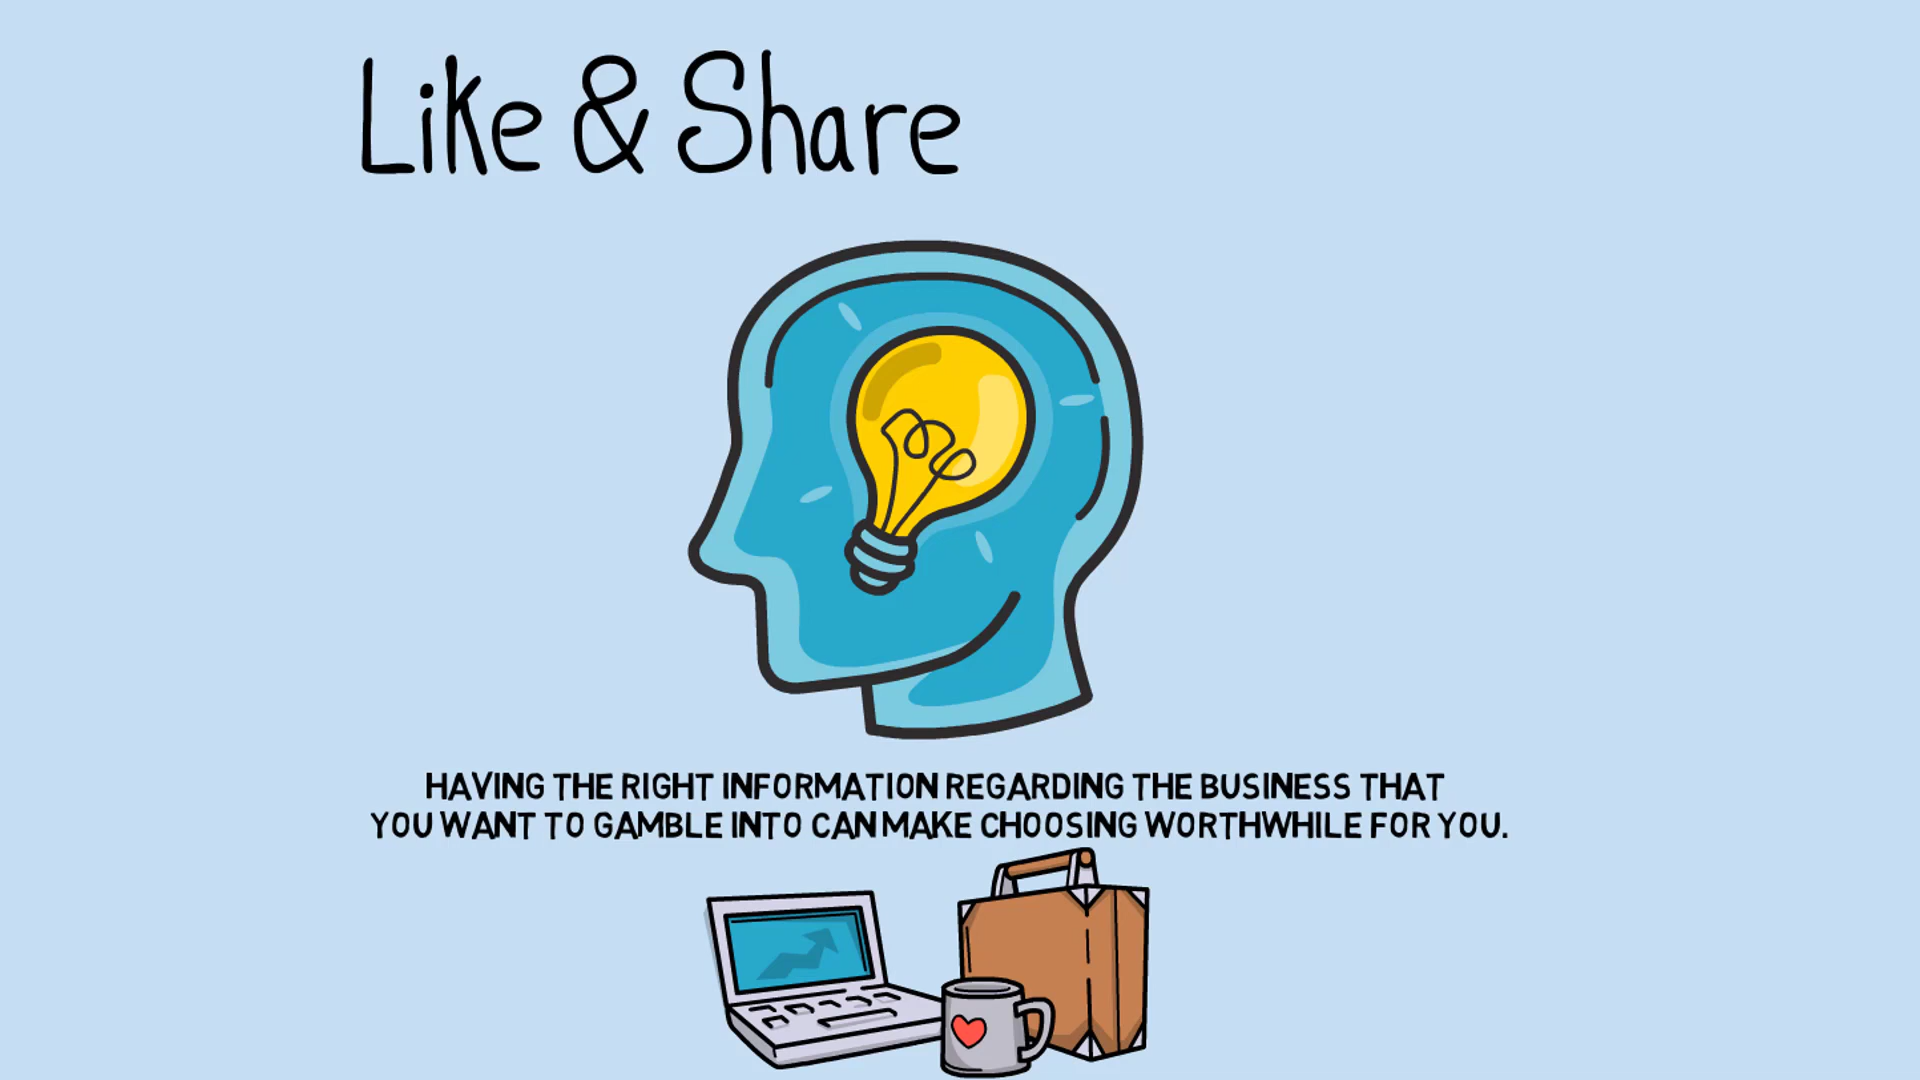 Like & Share
HAVING THE RIGHT INFORMATION REGARDING THE BUSINESS THAT
YOU WANT TO GAMBLE INTO CAN MAKE CHOOSING WORTHWHILE FOR YOU.